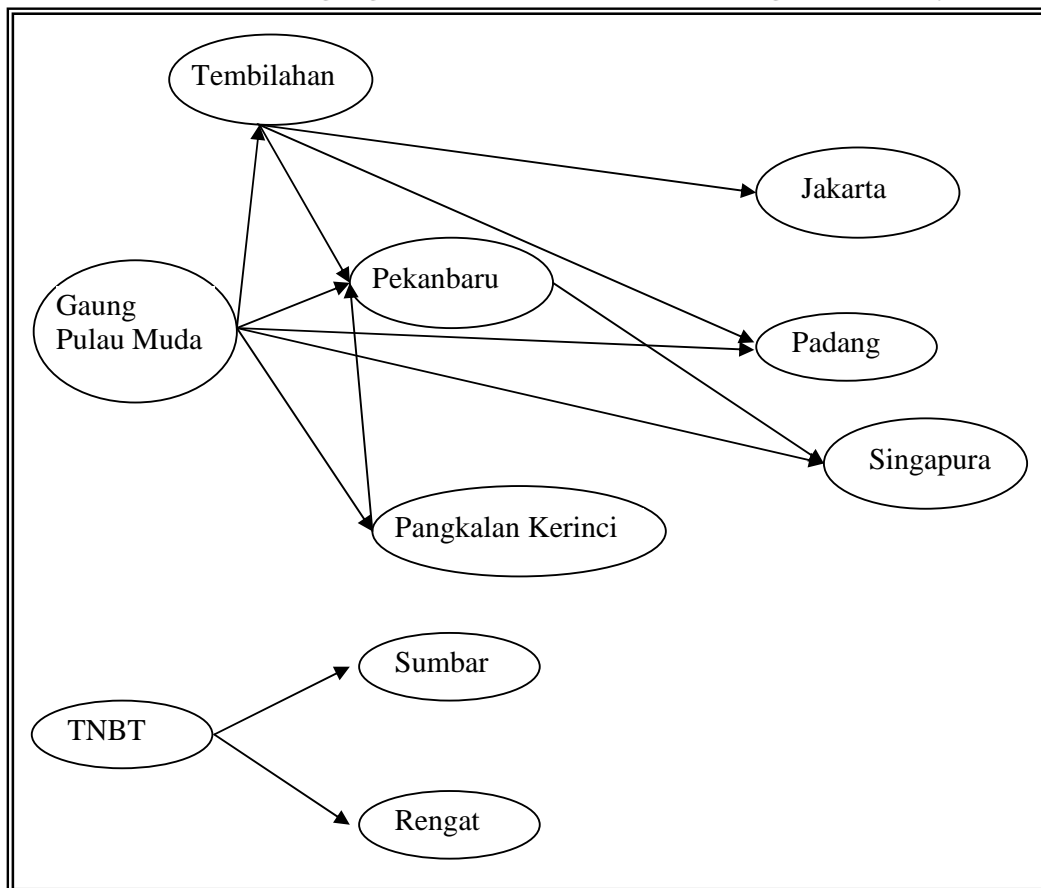 Tembilahan
Jakarta
Pekanbaru
Gaung
Pulau Muda
Padang
Singapura
Pangkalan Kerinci
Sumbar
TNBT
Rengat